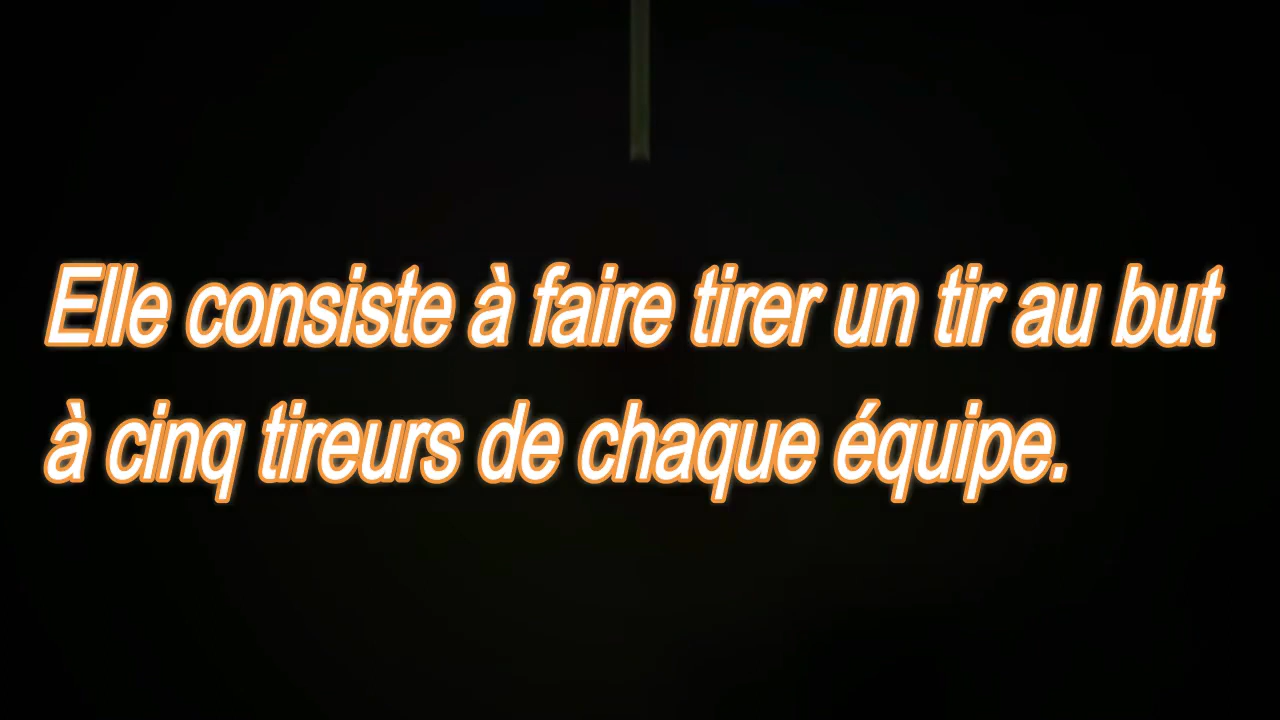 Elle consiste à faire tirer un tir au but
à cinq tireurs de chaque équipe.